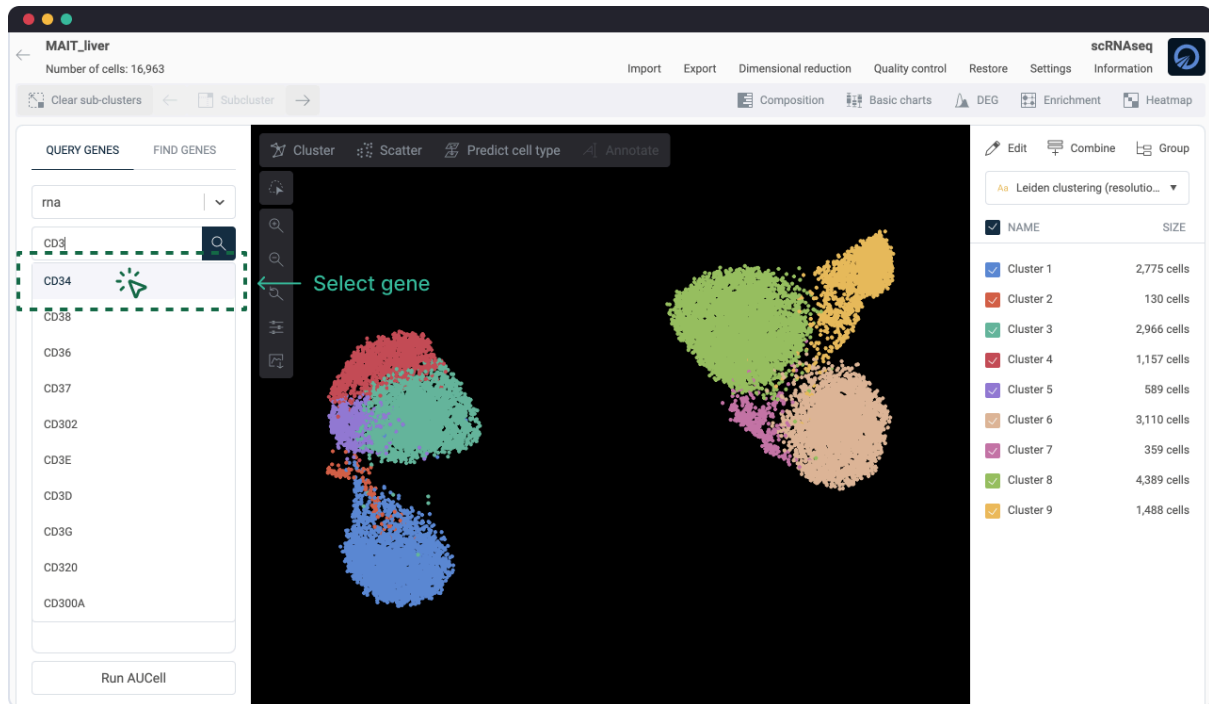 MAIT_liver
Number of cells: 16,963
scRNAseq
Import Export Dimensional reduction Quality control Restore Settings Information
Clear sub-clusters Subcluster
Composition Basic charts DEG Enrichment Heatmap
QUERY GENES FIND GENES
rna
CD3
CD34
CD38
CD36
CD37
CD302
CD3E
CD3D
CD3G
CD320
CD300A
Run AUCell
Cluster Scatter Predict cell type Annotate
Select gene
Edit Combine Group
Aa Leiden clustering (resolutio...
NAME SIZE
Cluster 1 2,775 cells
Cluster 2 130 cells
Cluster 3 2,966 cells
Cluster 4 1,157 cells
Cluster 5 589 cells
Cluster 6 3,110 cells
Cluster 7 359 cells
Cluster 8 4,389 cells
Cluster 9 1,488 cells